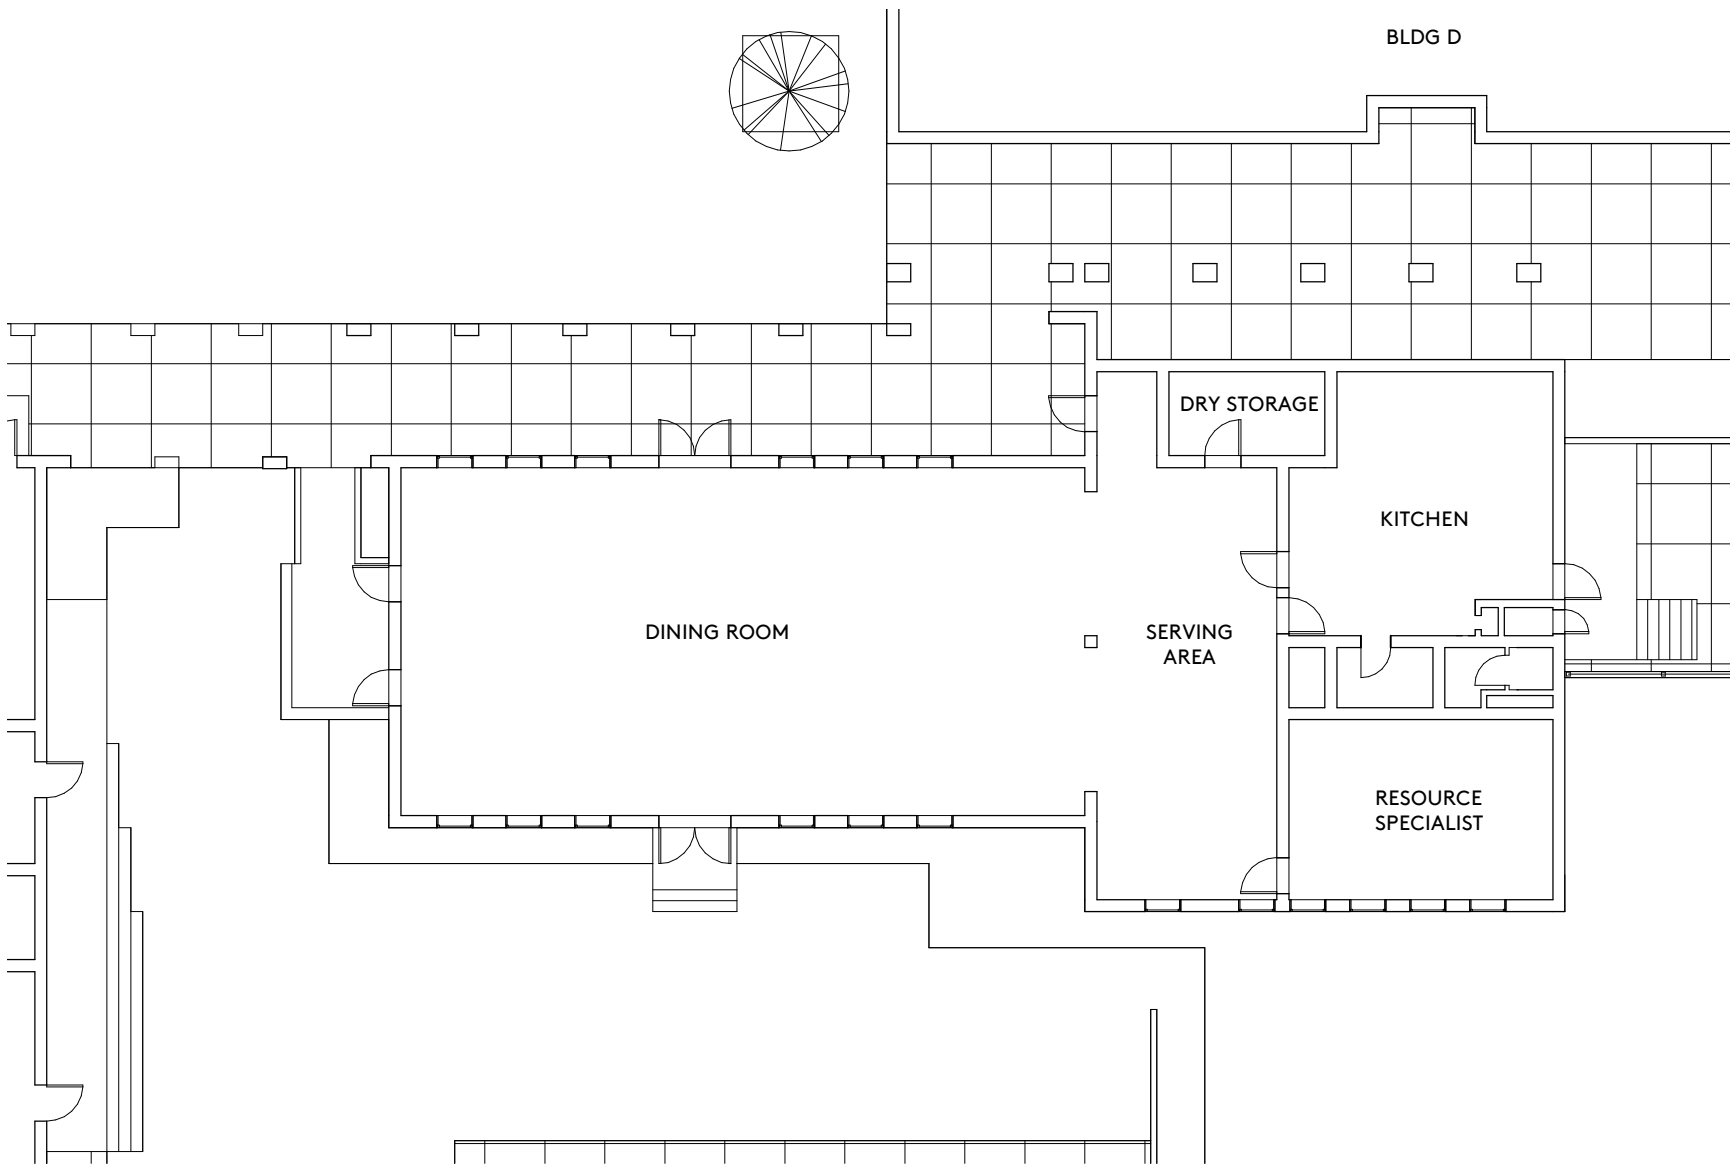 BLDG D
DRY STORAGE
KITCHEN
DINING ROOM
SERVING
AREA
RESOURCE
SPECIALIST